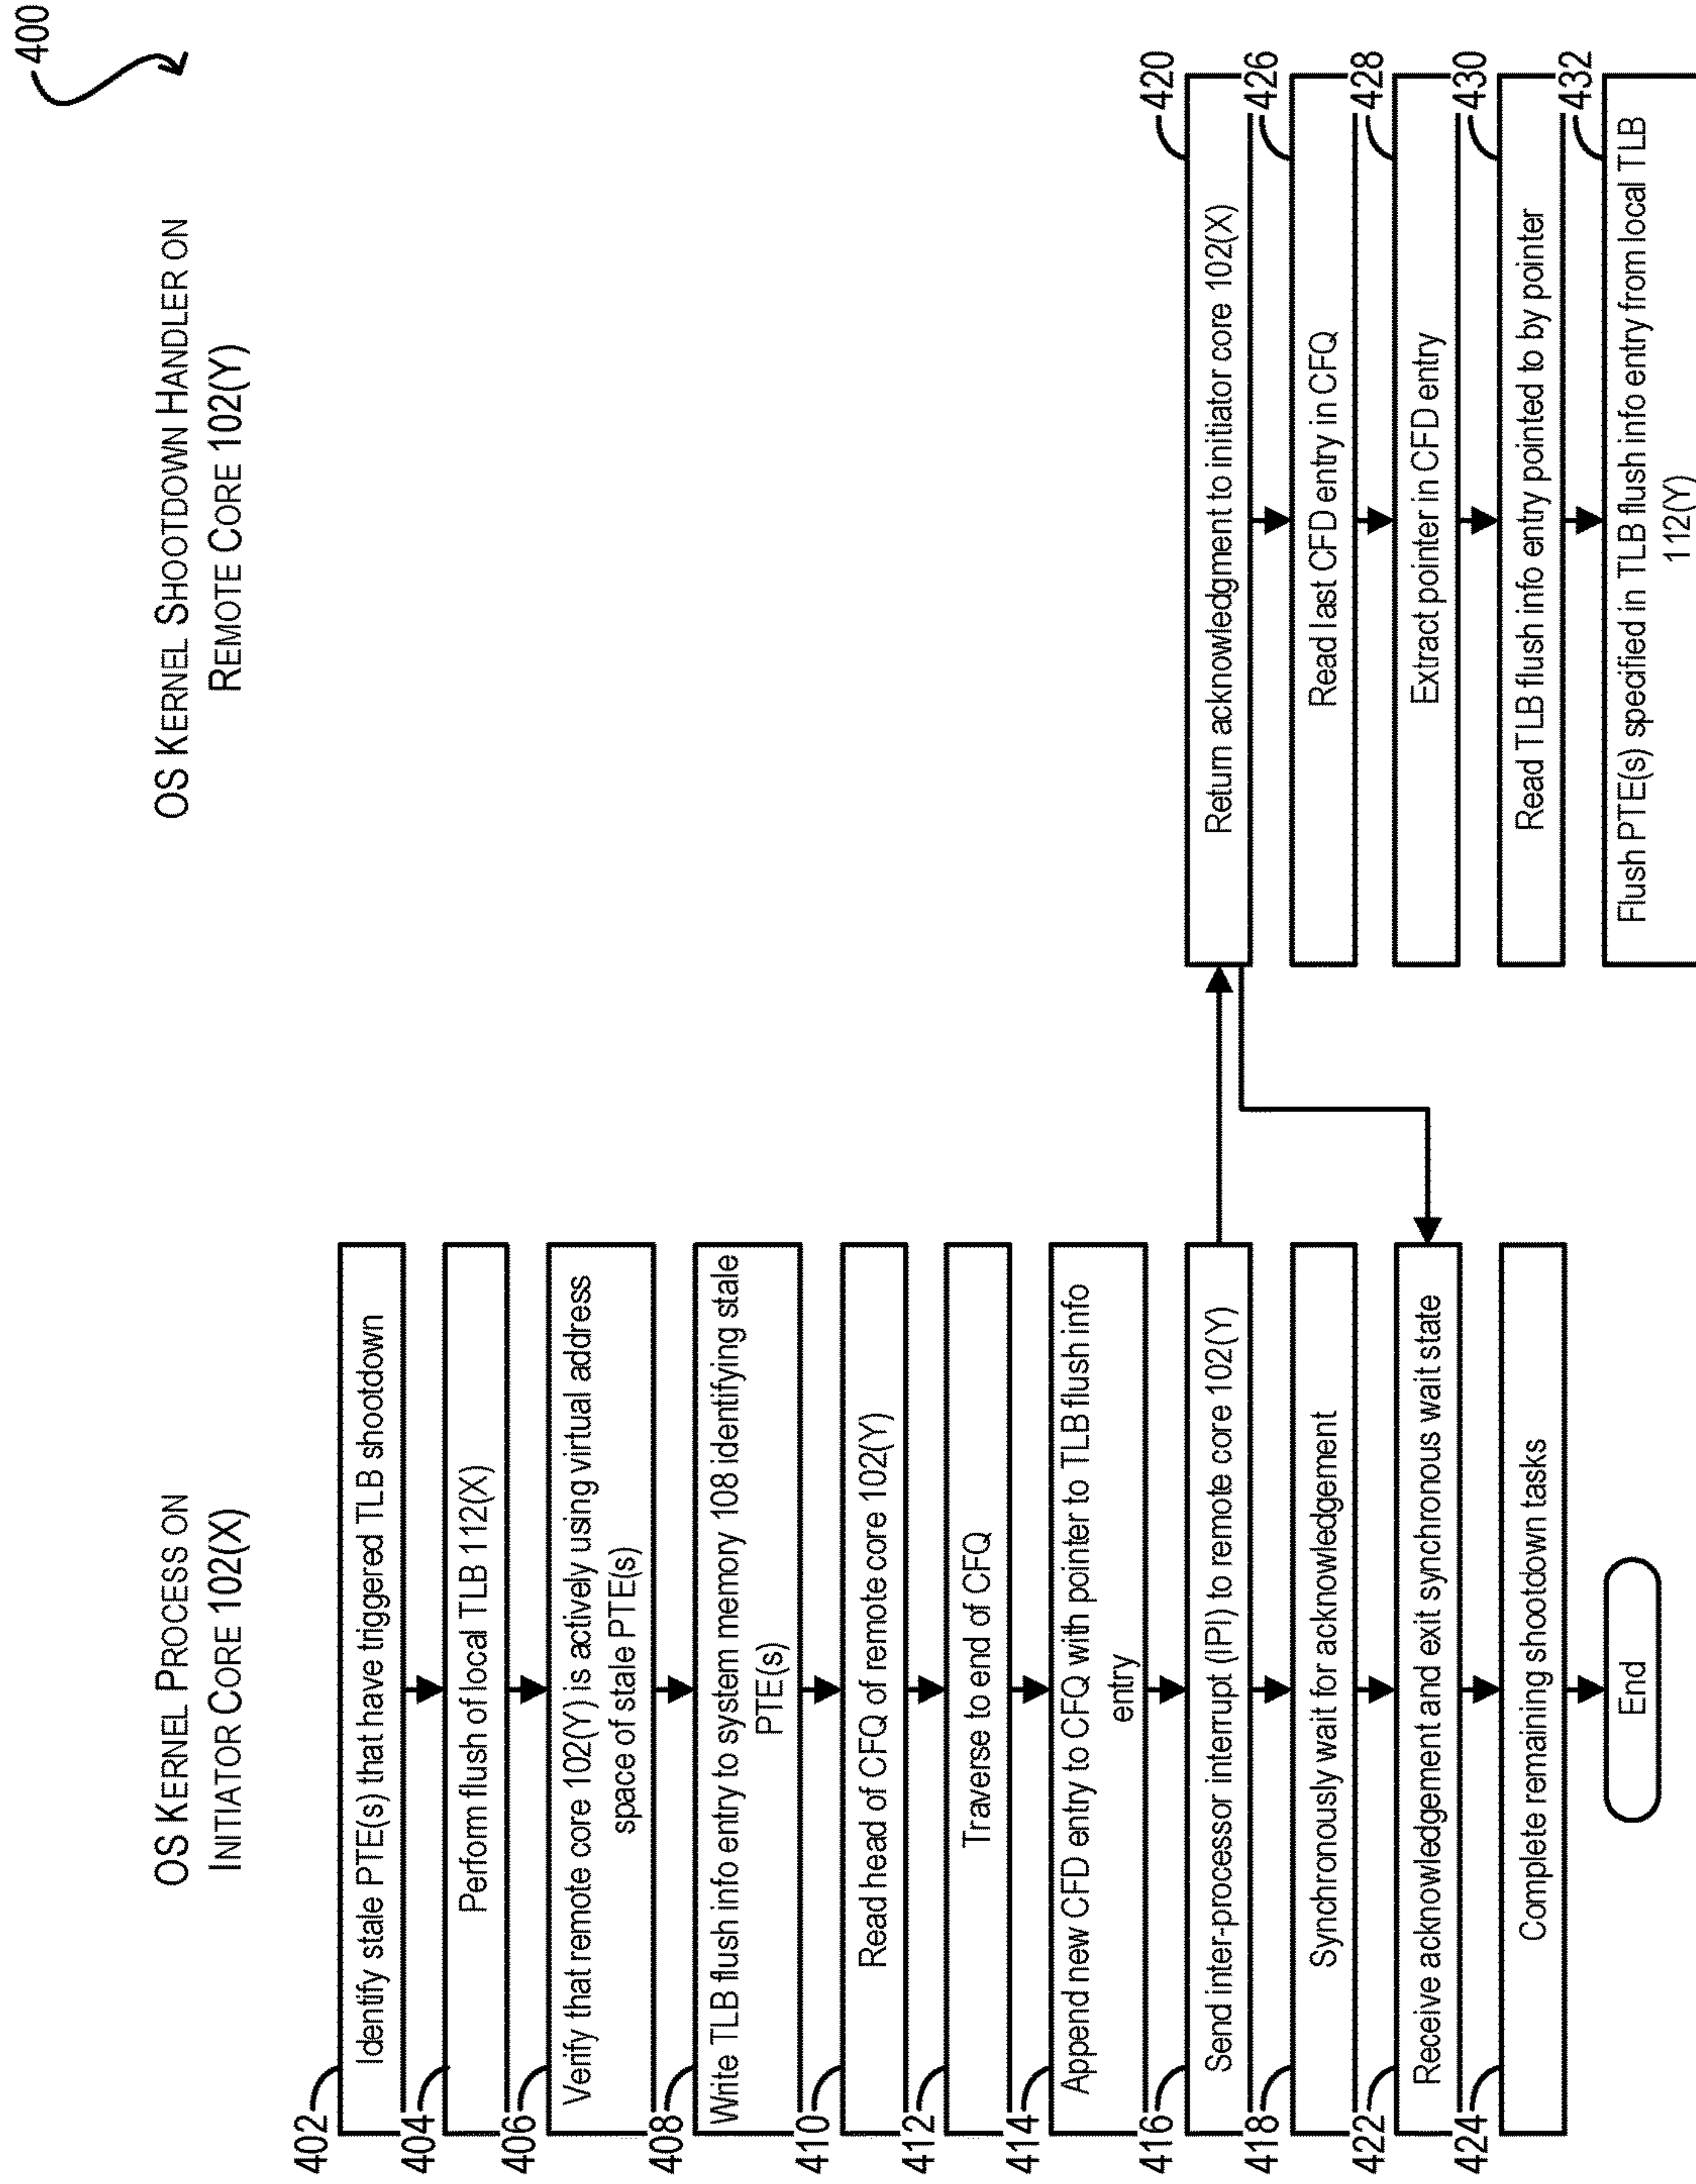 400
OS KERNEL PROCESS ON
INITIATOR CORE 102(X)
OS KERNEL SHOOTDOWN HANDLER ON
REMOTE CORE 102(Y)
402
Identify stale PTE(s) that have triggered TLB shootdown
404
Perform flush of local TLB 112(X)
406
Verify that remote core 102(Y) is actively using virtual address
space of stale PTE(s)
408
Write TLB flush info entry to system memory 108 identifying stale
PTE(s)
410
Read head of CFQ of remote core 102(Y)
412
Traverse to end of CFQ
414
Append new CFD entry to CFQ with pointer to TLB flush info
entry
416
Send inter-processor interrupt (IPI) to remote core 102(Y)
418
Synchronously wait for acknowledgement
422
Receive acknowledgement and exit synchronous wait state
424
Complete remaining shootdown tasks
End
420
Return acknowledgment to initiator core 102(X)
426
Read last CFD entry in CFQ
428
Extract pointer in CFD entry
430
Read TLB flush info entry pointed to by pointer
432
Flush PTE(s) specified in TLB flush info entry from local TLB
112(Y)